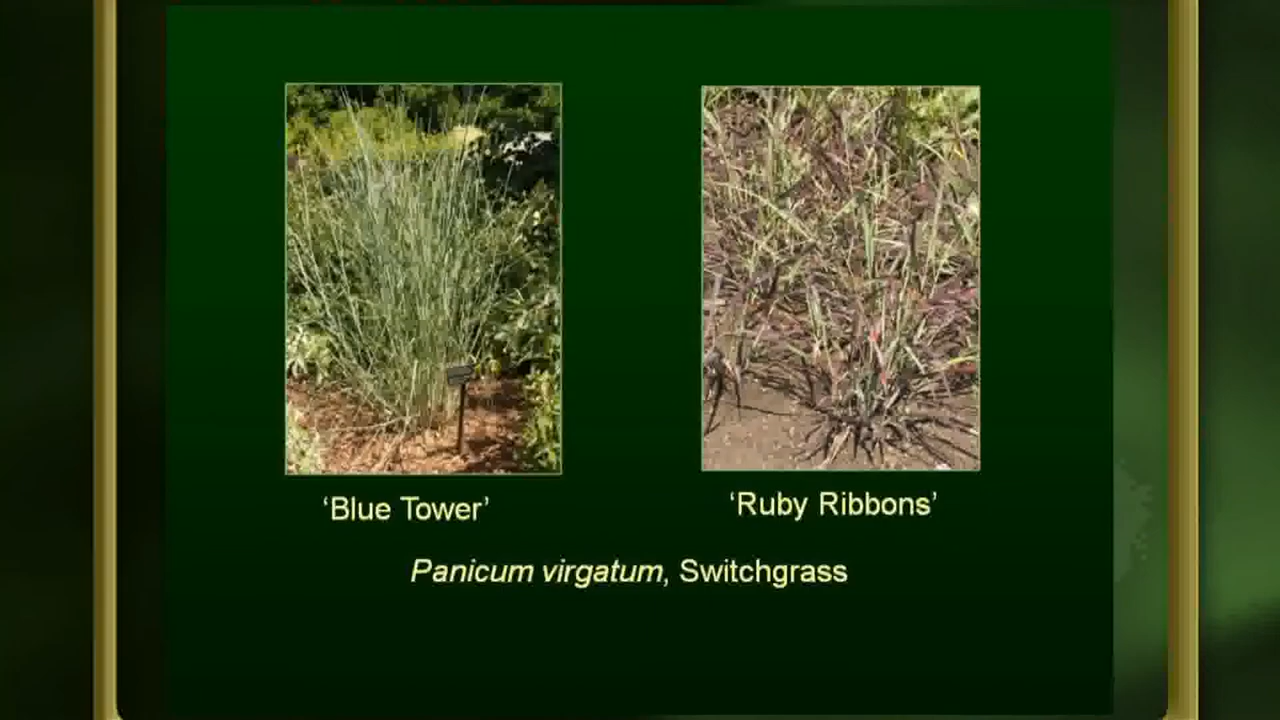 ‘Blue Tower’
‘Ruby Ribbons’
Panicum virgatum, Switchgrass